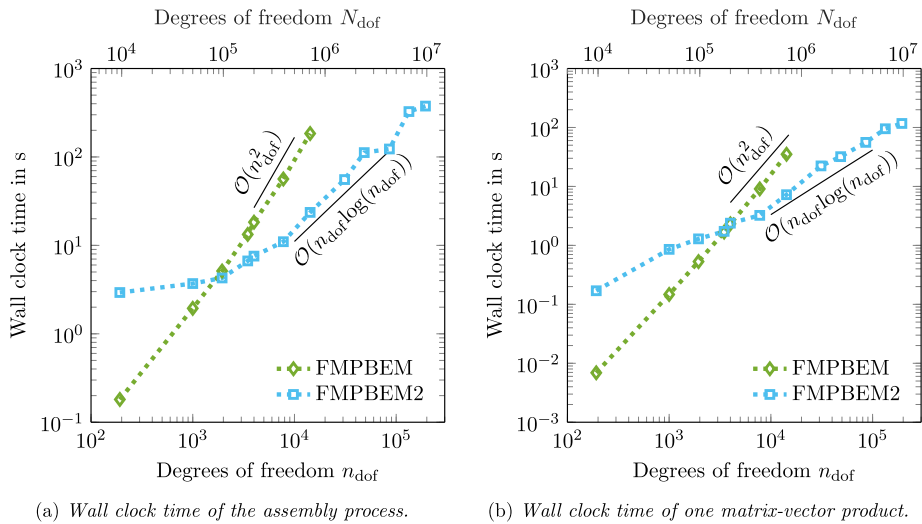 Degrees of freedom N_dof
10^4 10^5 10^6 10^7
10^3
10^2
10^1
10^0
10^−1
Wall clock time in s
O(n_dof^2)
O(n_dof log(n_dof))
FMPBEM
FMPBEM2
10^2 10^3 10^4 10^5
Degrees of freedom n_dof
(a) Wall clock time of the assembly process.
Degrees of freedom N_dof
10^4 10^5 10^6 10^7
10^3
10^2
10^1
10^0
10^−1
10^−2
10^−3
Wall clock time in s
O(n_dof^2)
O(n_dof log(n_dof))
FMPBEM
FMPBEM2
10^2 10^3 10^4 10^5
Degrees of freedom n_dof
(b) Wall clock time of one matrix-vector product.